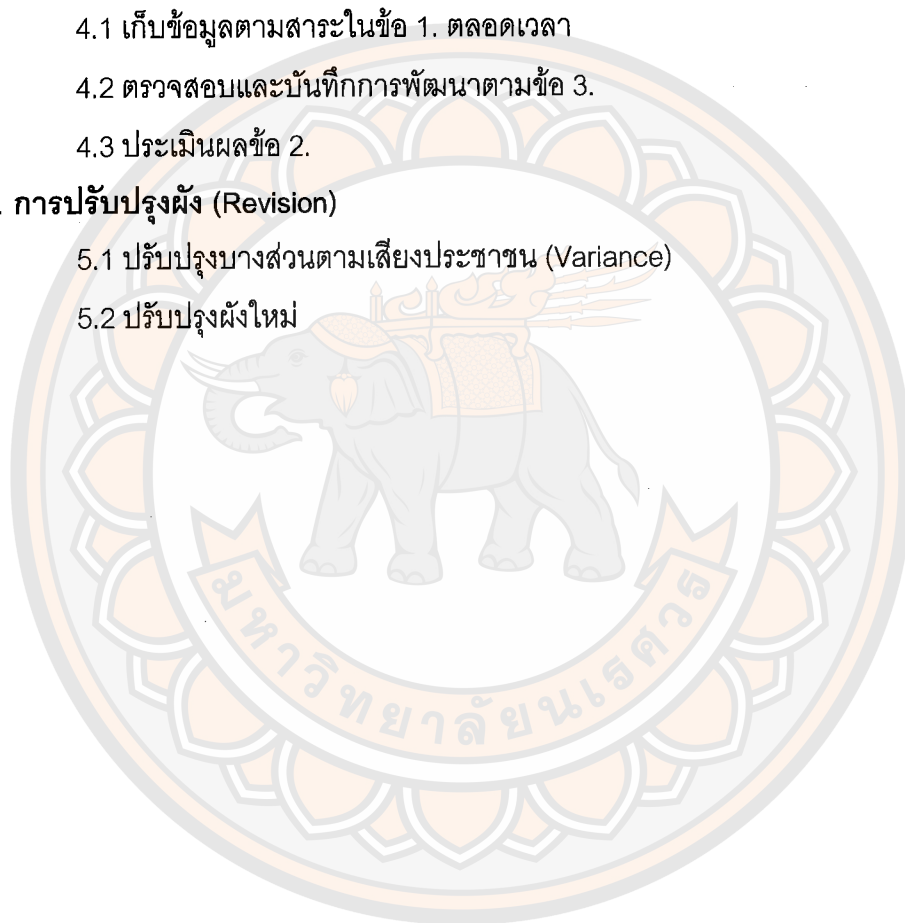 4.1 เก็บข้อมูลตามสาระในข้อ 1. ตลอดเวลา
4.2 ตรวจสอบและบันทึกการพัฒนาตามข้อ 3.
4.3 ประเมินผลข้อ 2.
. การปรับปรุงผัง (Revision)
5.1 ปรับปรุงบางส่วนตามเสียงประชาชน (Variance)
5.2 ปรับปรุงผังใหม่
มหาวิทยาลัยนเรศวร